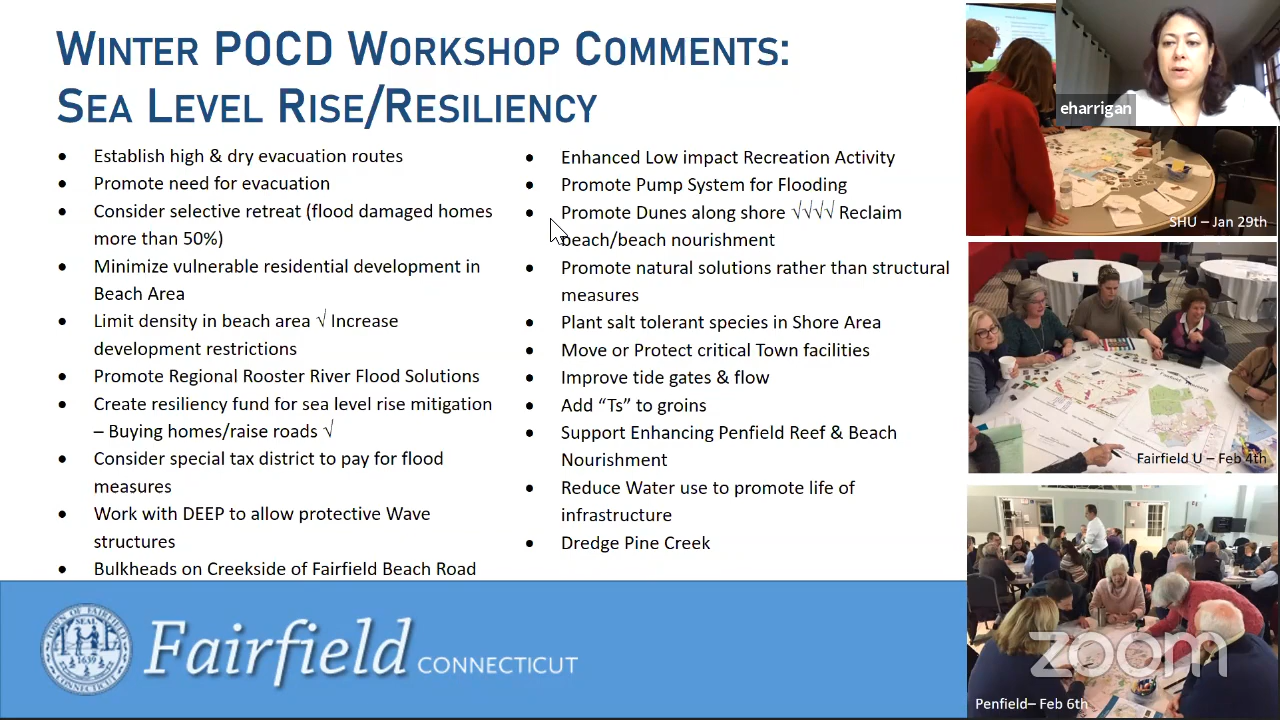 WINTER POCD WORKSHOP COMMENTS:
SEA LEVEL RISE/RESILIENCY
• Establish high & dry evacuation routes
• Promote need for evacuation
• Consider selective retreat (flood damaged homes
more than 50%)
• Minimize vulnerable residential development in
Beach Area
• Limit density in beach area √ Increase
development restrictions
• Promote Regional Rooster River Flood Solutions
• Create resiliency fund for sea level rise mitigation
– Buying homes/raise roads √
• Consider special tax district to pay for flood
measures
• Work with DEEP to allow protective Wave
structures
• Bulkheads on Creekside of Fairfield Beach Road
• Enhanced Low impact Recreation Activity
• Promote Pump System for Flooding
• Promote Dunes along shore √√√√ Reclaim
beach/beach nourishment
• Promote natural solutions rather than structural
measures
• Plant salt tolerant species in Shore Area
• Move or Protect critical Town facilities
• Improve tide gates & flow
• Add “Ts” to groins
• Support Enhancing Penfield Reef & Beach
Nourishment
• Reduce Water use to promote life of
infrastructure
• Dredge Pine Creek
eharrigan
SHU – Jan 29th
Fairfield U – Feb 4th
Penfield– Feb 6th
zoom
TOWN OF FAIRFIELD
SEAL
1639
CONNECTICUT
Fairfield CONNECTICUT